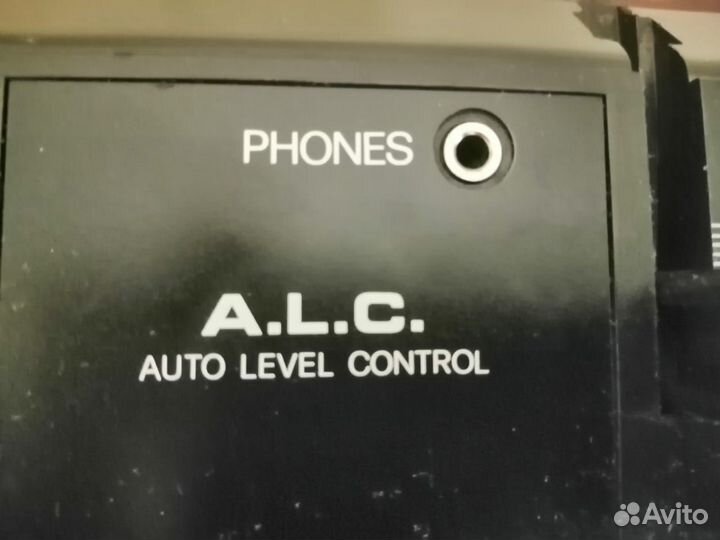 PHONES
A.L.C.
AUTO LEVEL CONTROL
Avito